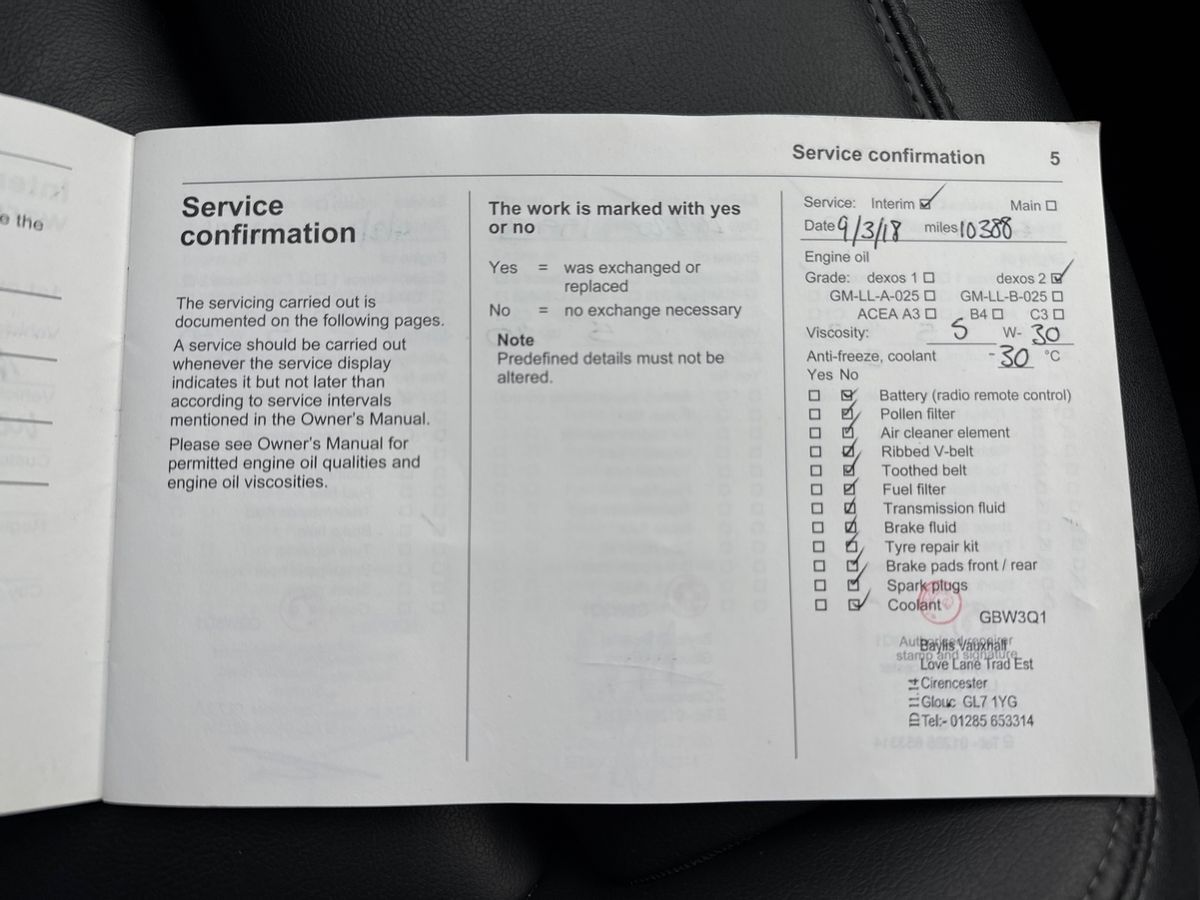 e the
Service confirmation 5
Service
confirmation
The servicing carried out is
documented on the following pages.
A service should be carried out
whenever the service display
indicates it but not later than
according to service intervals
mentioned in the Owner's Manual.
Please see Owner's Manual for
permitted engine oil qualities and
engine oil viscosities.
The work is marked with yes
or no
Yes = was exchanged or
replaced
No = no exchange necessary
Note
Predefined details must not be
altered.
Service: Interim Main
Date 9/3/18 miles 10388
Engine oil
Grade: dexos 1 dexos 2
GM-LL-A-025 GM-LL-B-025
ACEA A3 B4 C3
Viscosity: 5 W- 30
Anti-freeze, coolant -30 °C
Yes No
Battery (radio remote control)
Pollen filter
Air cleaner element
Ribbed V-belt
Toothed belt
Fuel filter
Transmission fluid
Brake fluid
Tyre repair kit
Brake pads front / rear
Spark plugs
Coolant
GBW3Q1
Authorised repairer
stamp and signature
Baylis Vauxhall
Love Lane Trad Est
Cirencester
Glouc GL7 1YG
Tel:- 01285 653314